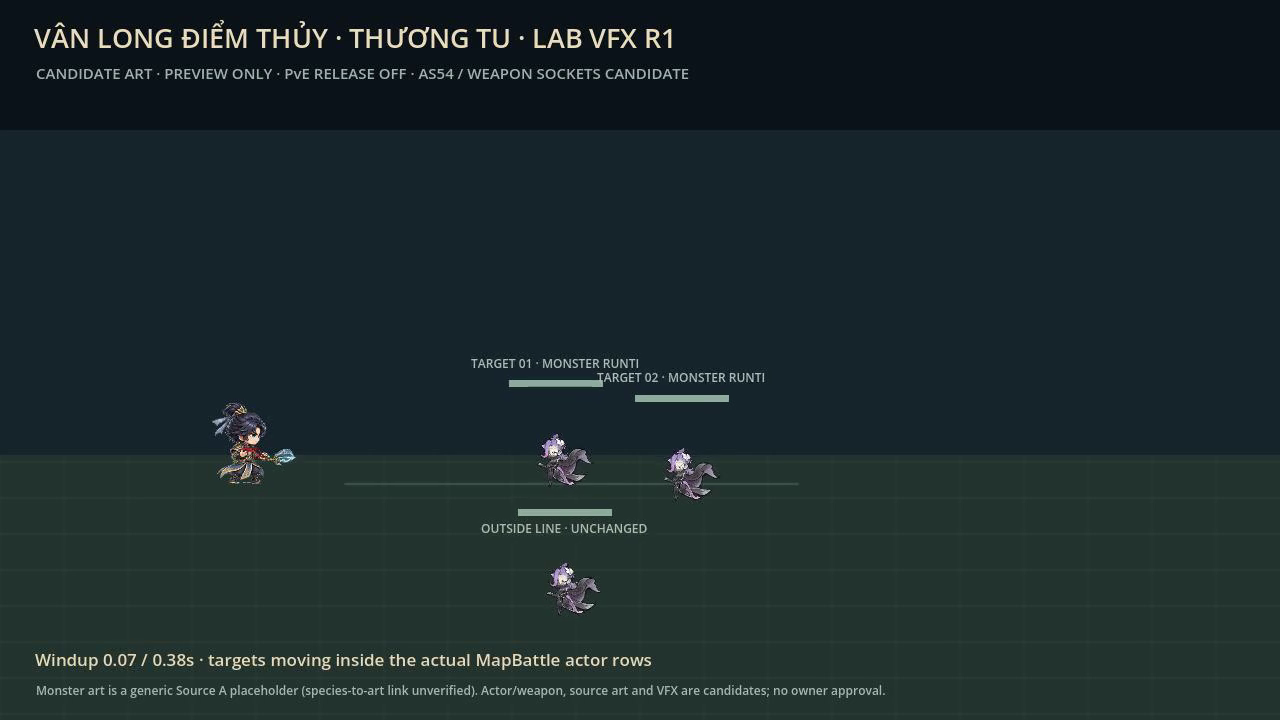 VÂN LONG ĐIỂM THỦY · THƯƠNG TU · LAB VFX R1
CANDIDATE ART · PREVIEW ONLY · PvE RELEASE OFF · AS54 / WEAPON SOCKETS CANDIDATE
TARGET 01 · MONSTER RUNTI
TARGET 02 · MONSTER RUNTI
OUTSIDE LINE · UNCHANGED
Windup 0.07 / 0.38s · targets moving inside the actual MapBattle actor rows
Monster art is a generic Source A placeholder (species-to-art link unverified). Actor/weapon, source art and VFX are candidates; no owner approval.